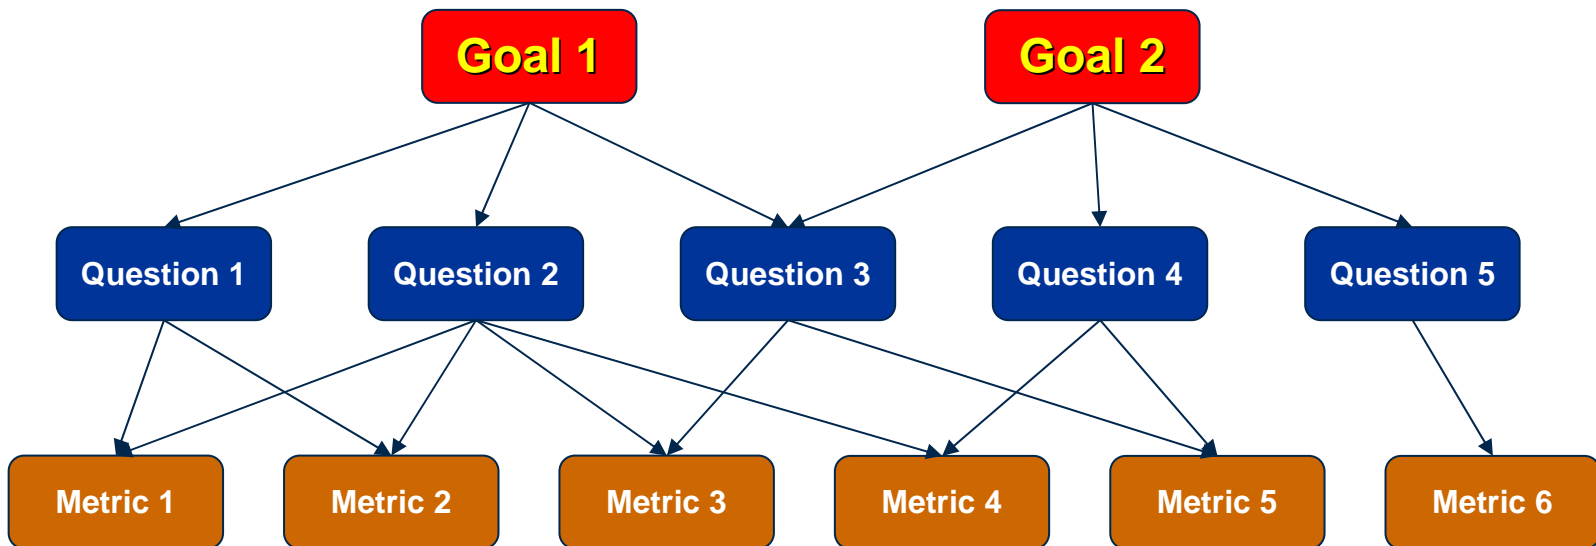 Goal 1
Goal 2
Question 1
Question 2
Question 3
Question 4
Question 5
Metric 1
Metric 2
Metric 3
Metric 4
Metric 5
Metric 6